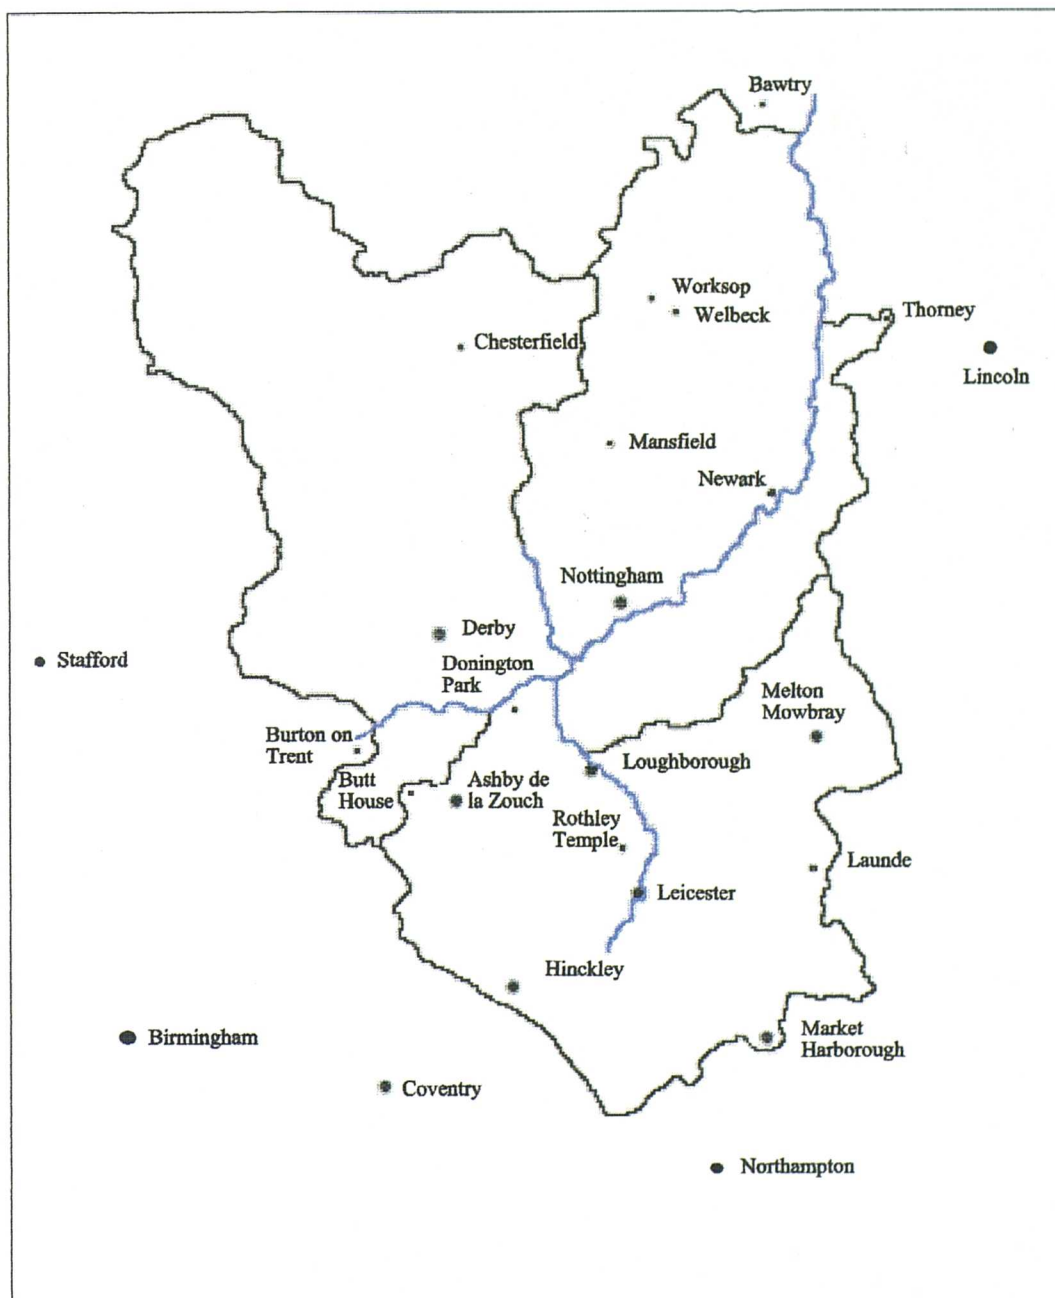 Bawtry
Worksop
Welbeck
Thorney
Chesterfield
Lincoln
Mansfield
Newark
Nottingham
Derby
Stafford
Donington
Park
Melton
Mowbray
Burton on
Trent
Loughborough
Butt
House
Ashby de
la Zouch
Rothley
Temple
Launde
Leicester
Hinckley
Birmingham
Market
Harborough
Coventry
Northampton